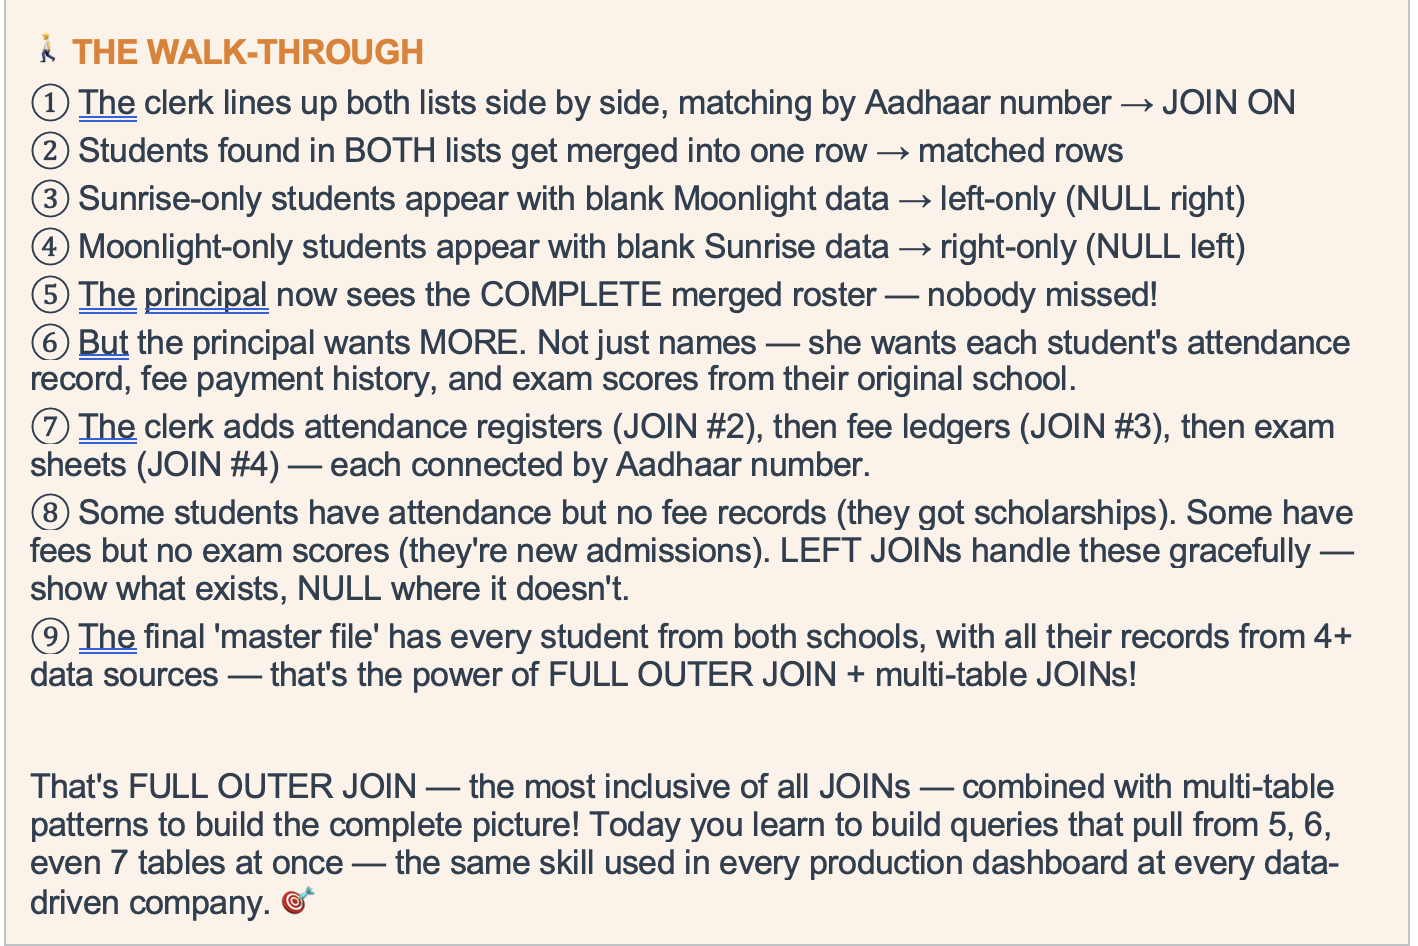 🚶 THE WALK-THROUGH
① The clerk lines up both lists side by side, matching by Aadhaar number → JOIN ON
② Students found in BOTH lists get merged into one row → matched rows
③ Sunrise-only students appear with blank Moonlight data → left-only (NULL right)
④ Moonlight-only students appear with blank Sunrise data → right-only (NULL left)
⑤ The principal now sees the COMPLETE merged roster — nobody missed!
⑥ But the principal wants MORE. Not just names — she wants each student's attendance
record, fee payment history, and exam scores from their original school.
⑦ The clerk adds attendance registers (JOIN #2), then fee ledgers (JOIN #3), then exam
sheets (JOIN #4) — each connected by Aadhaar number.
⑧ Some students have attendance but no fee records (they got scholarships). Some have
fees but no exam scores (they're new admissions). LEFT JOINs handle these gracefully —
show what exists, NULL where it doesn't.
⑨ The final 'master file' has every student from both schools, with all their records from 4+
data sources — that's the power of FULL OUTER JOIN + multi-table JOINs!
That's FULL OUTER JOIN — the most inclusive of all JOINs — combined with multi-table
patterns to build the complete picture! Today you learn to build queries that pull from 5, 6,
even 7 tables at once — the same skill used in every production dashboard at every data-
driven company. 🎯